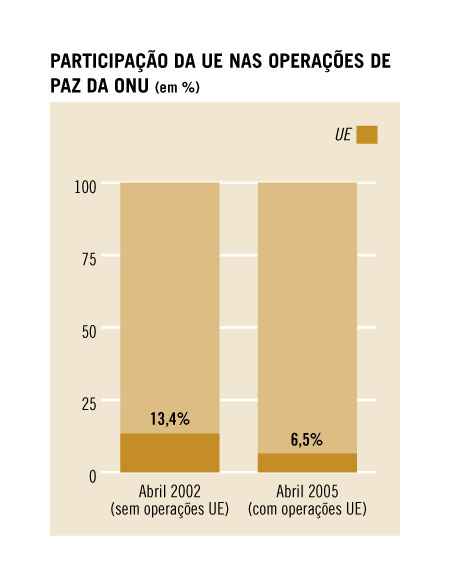 PARTICIPAÇÃO DA UE NAS OPERAÇÕES DE
PAZ DA ONU (em %)
UE
100
75
50
25
0
13,4%
6,5%
Abril 2002
(sem operações UE)
Abril 2005
(com operações UE)